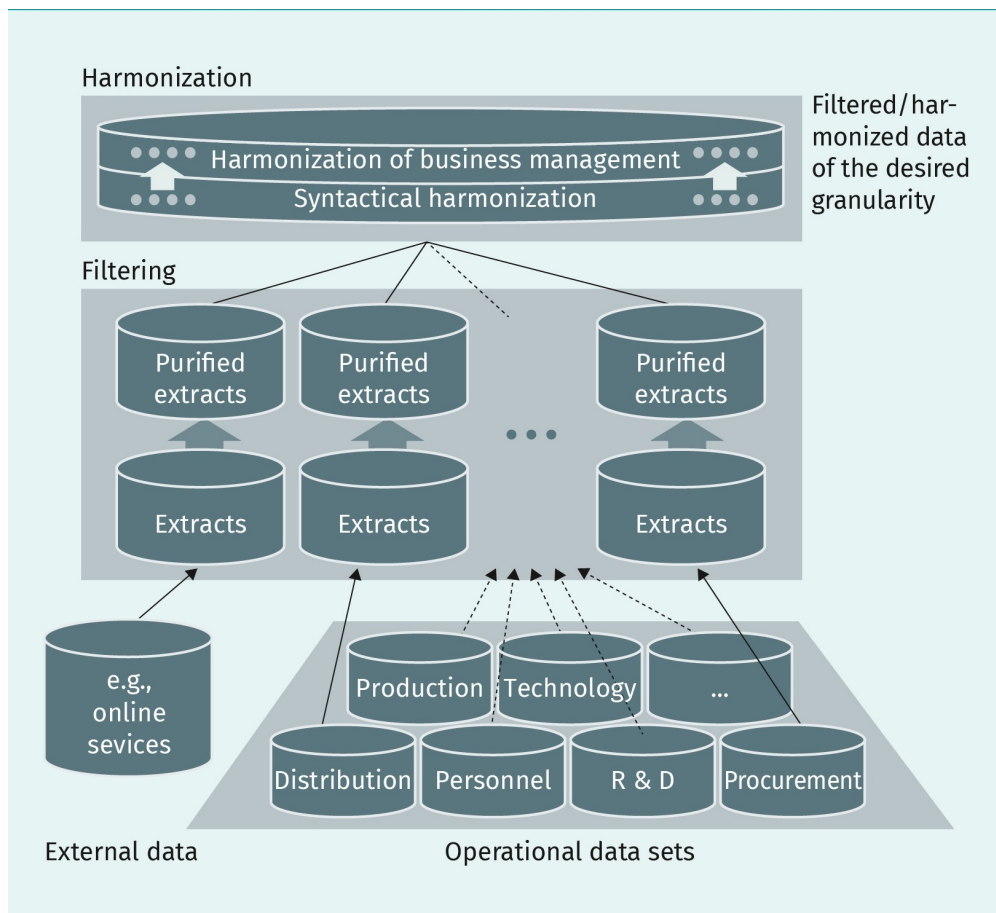 Harmonization
Filtered/har-
monized data
of the desired
granularity
Harmonization of business management
Syntactical harmonization
Filtering
Purified
extracts
Purified
extracts
Purified
extracts
...
Extracts
Extracts
Extracts
e.g.,
online
sevices
Production
Technology
...
Distribution
Personnel
R & D
Procurement
External data
Operational data sets